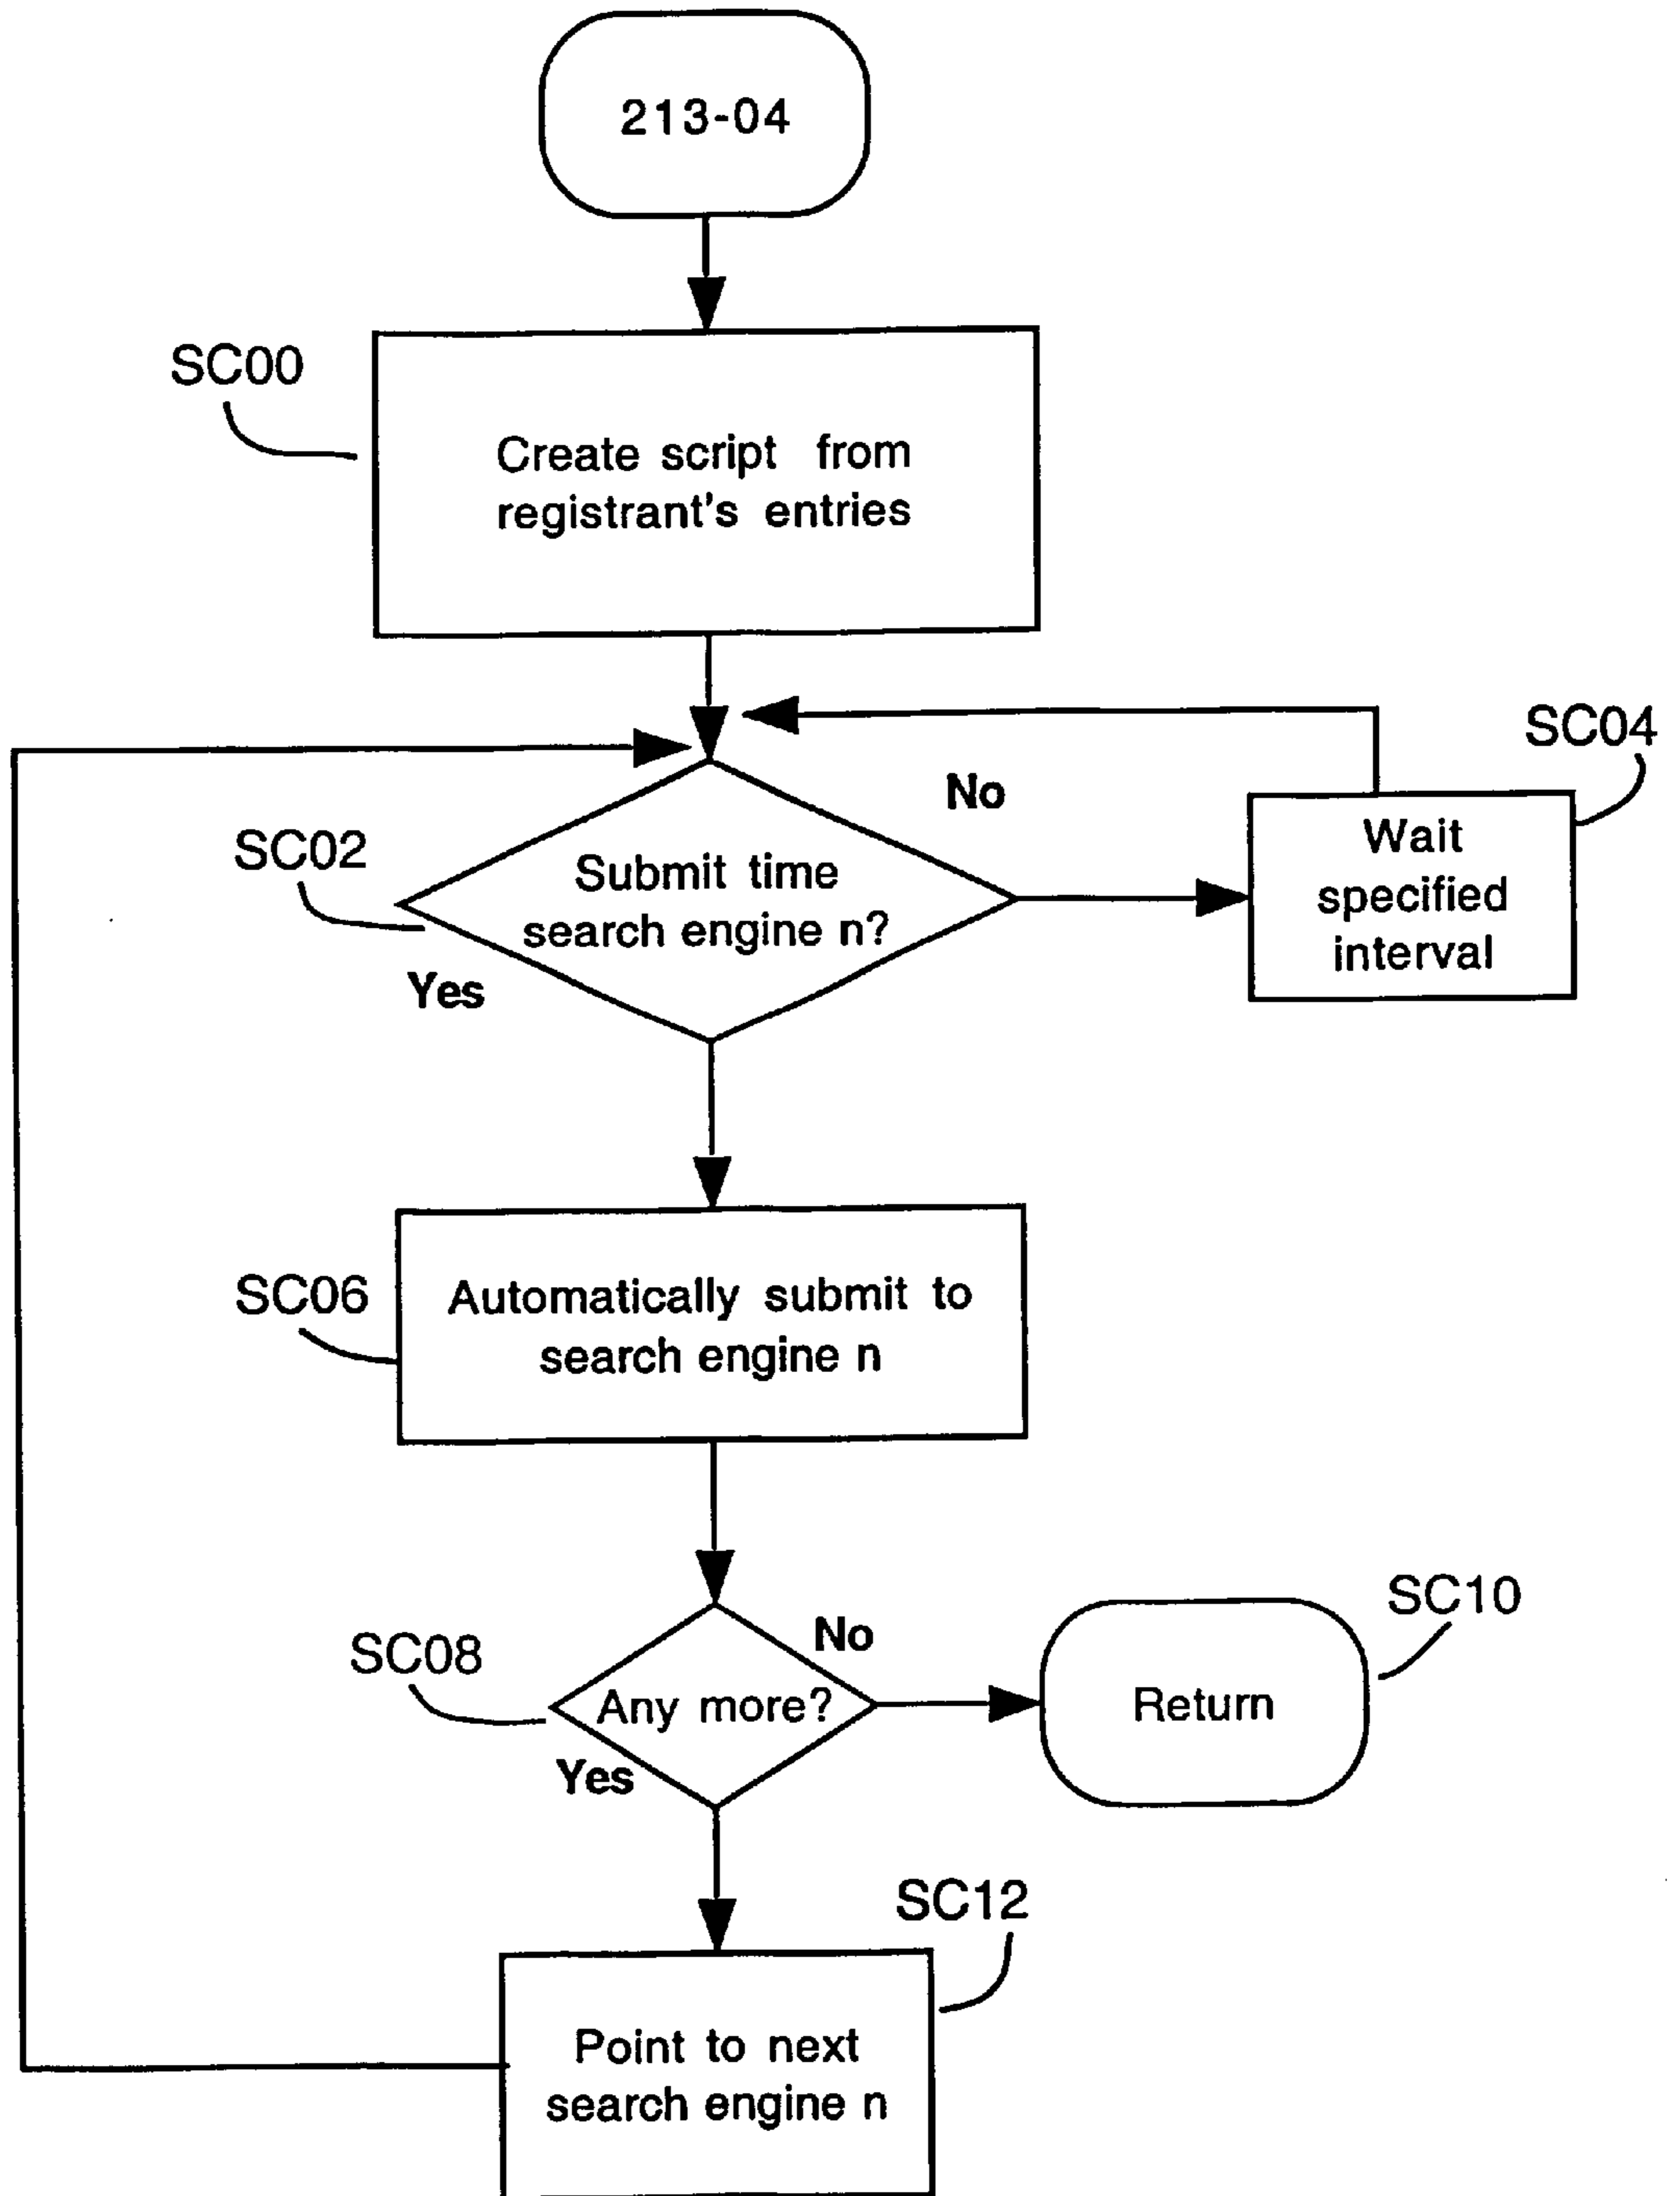 213-04
SC00
Create script from
registrant's entries
SC04
No
Wait
specified
interval
SC02
Submit time
search engine n?
Yes
SC06
Automatically submit to
search engine n
SC10
No
SC08
Any more?
Return
Yes
SC12
Point to next
search engine n